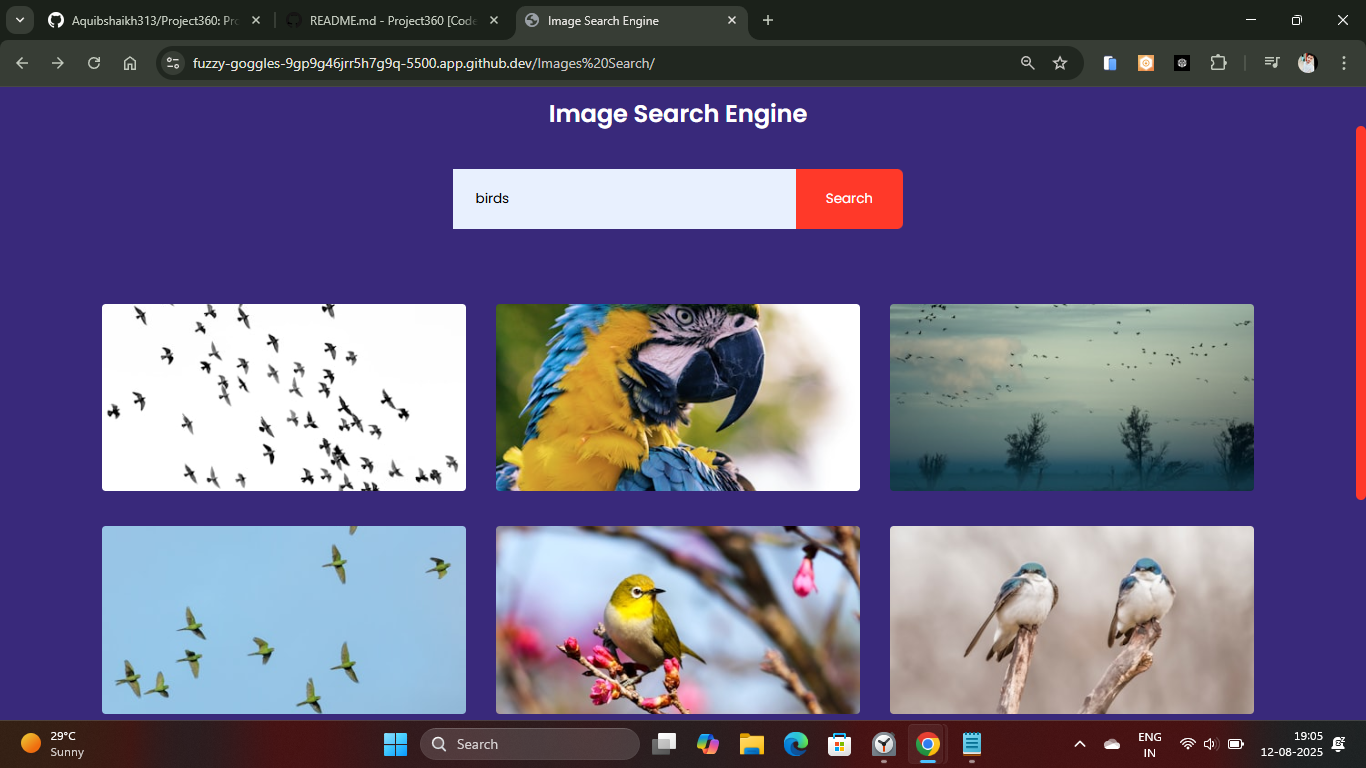 Aquibshaikh313/Project360: Pro
README.md - Project360 [Code
Image Search Engine
fuzzy-goggles-9gp9g46jrr5h7g9q-5500.app.github.dev/Images%20Search/
Image Search Engine
birds
Search
29°C
Sunny
Search
ENG
IN
19:05
12-08-2025